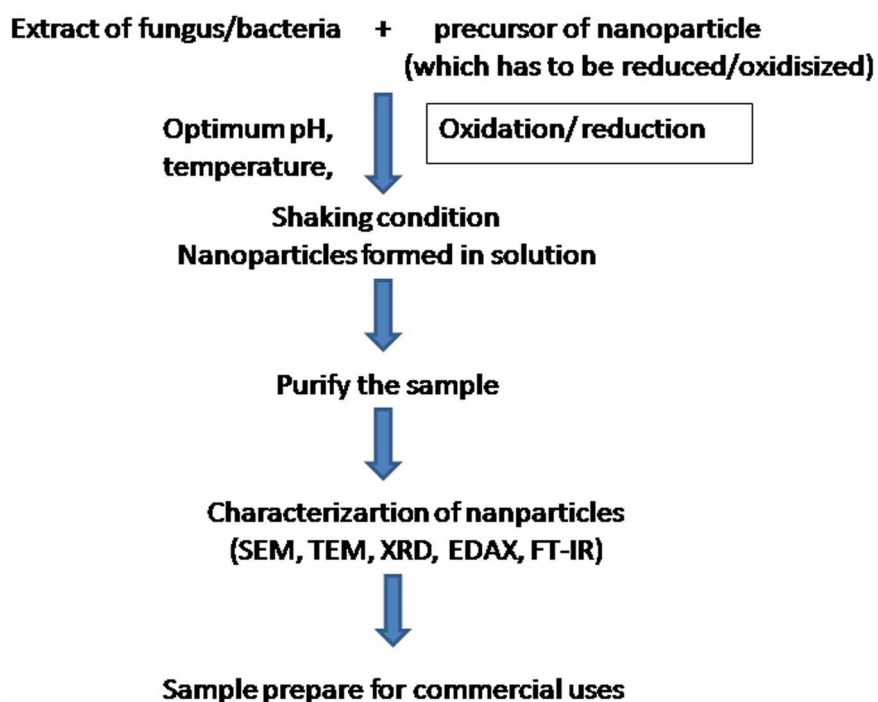 Extract of fungus/bacteria + precursor of nanoparticle
(which has to be reduced/oxidisized)
Optimum pH, Oxidation/ reduction
temperature,
Shaking condition
Nanoparticles formed in solution
Purify the sample
Characterizartion of nanparticles
(SEM, TEM, XRD, EDAX, FT-IR)
Sample prepare for commercial uses